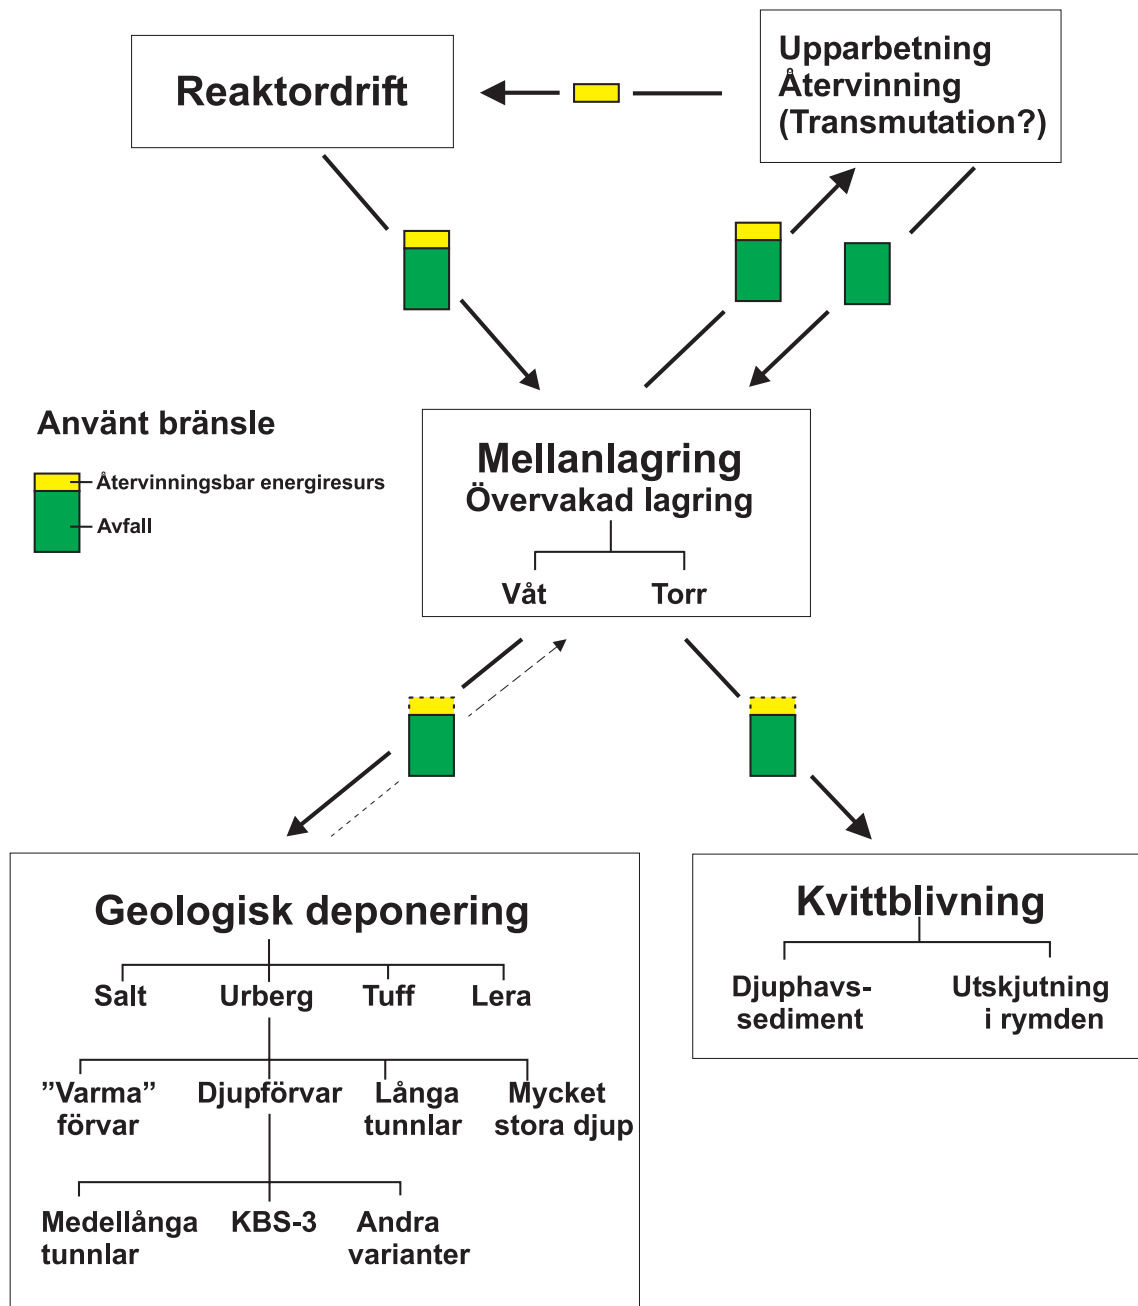 Reaktordrift
Upparbetning
Återvinning
(Transmutation?)
Använt bränsle
Återvinningsbar energiresurs
Avfall
Mellanlagring
Övervakad lagring
Våt Torr
Geologisk deponering
Salt Urberg Tuff Lera
”Varma” Djupförvar Långa Mycket
förvar tunnlar stora djup
Medellånga KBS-3 Andra
tunnlar varianter
Kvittblivning
Djuphavs- Utskjutning
sediment i rymden